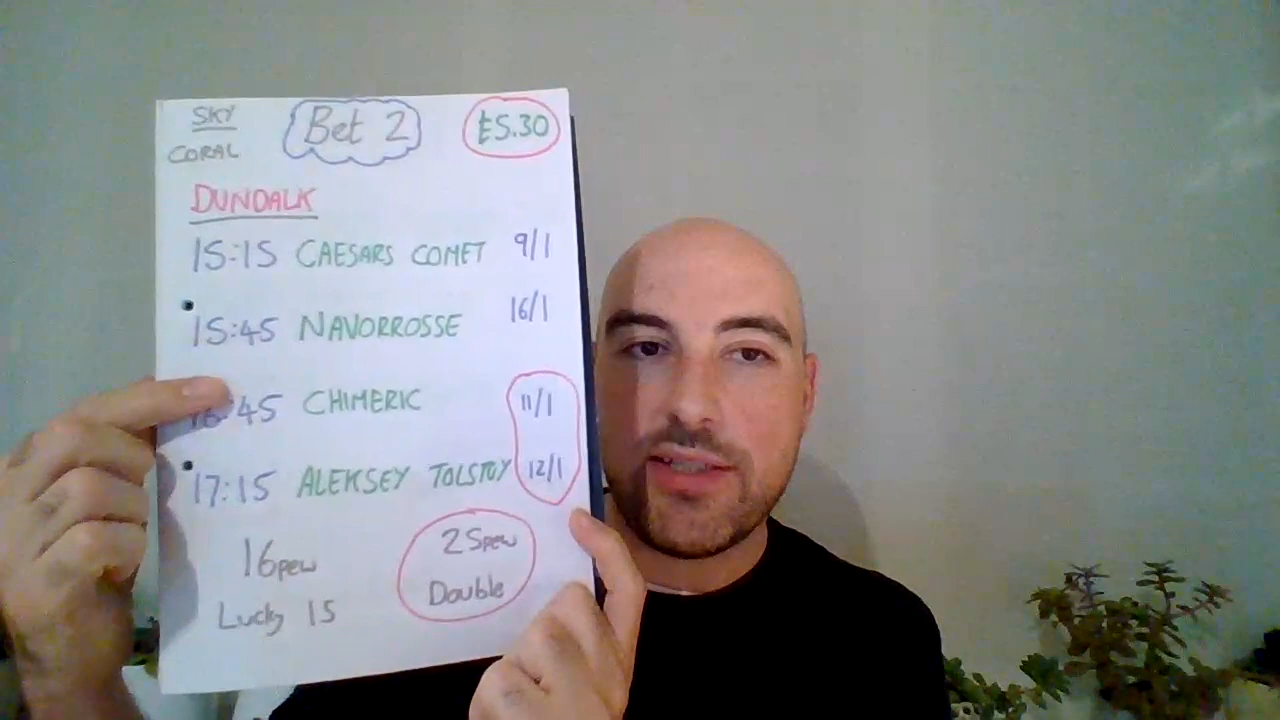 SKY
CORAL
Bet 2
£5.30
DUNDALK
15:15 CAESARS COMET 9/1
15:45 NAVORROSSE 16/1
16:45 CHIMERIC 11/1
17:15 ALEKSEY TOLSTOY 12/1
16pew
Lucky 15
25pew
Double